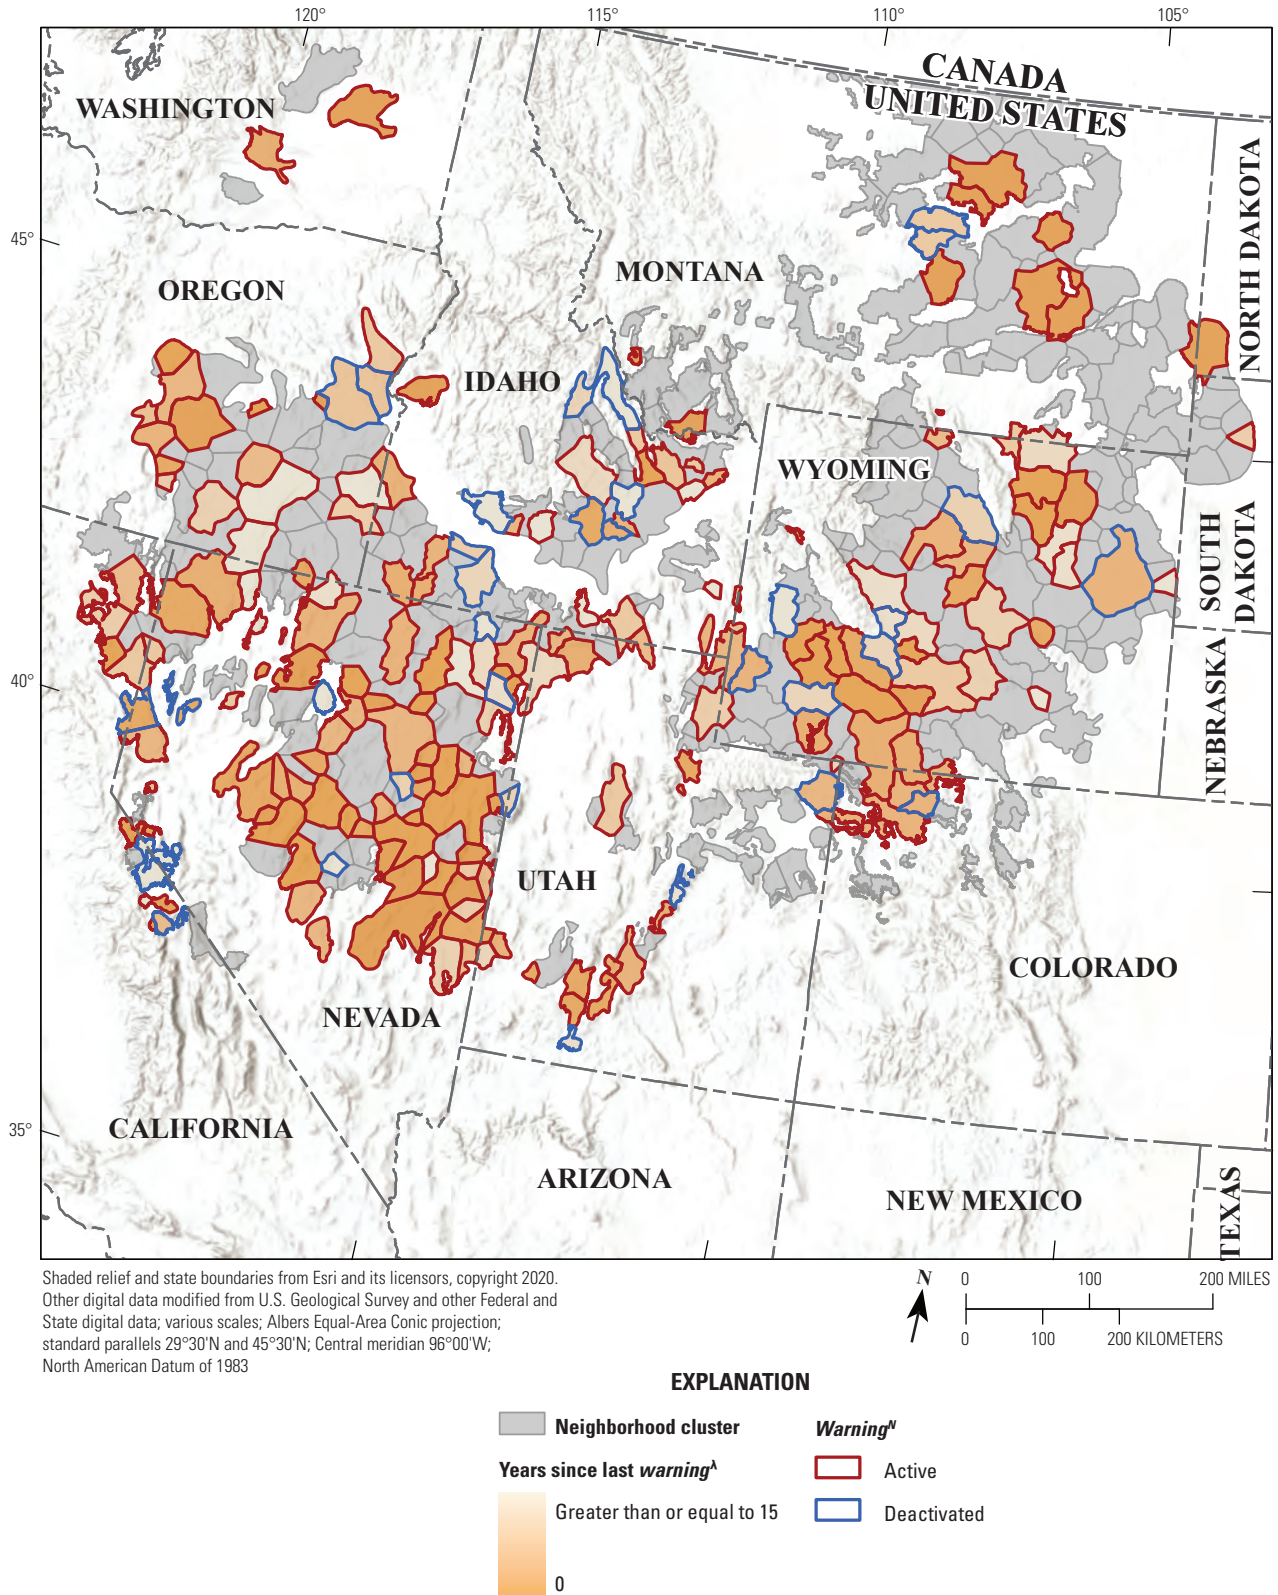 120°
115°
110°
105°
CANADA
UNITED STATES
WASHINGTON
NORTH DAKOTA
45°
MONTANA
OREGON
IDAHO
WYOMING
SOUTH
DAKOTA
40°
NEBRASKA
UTAH
COLORADO
NEVADA
35°
CALIFORNIA
ARIZONA
NEW MEXICO
TEXAS
Shaded relief and state boundaries from Esri and its licensors, copyright 2020.
Other digital data modified from U.S. Geological Survey and other Federal and
State digital data; various scales; Albers Equal-Area Conic projection;
standard parallels 29°30'N and 45°30'N; Central meridian 96°00'W;
North American Datum of 1983
N
0 100 200 MILES
0 100 200 KILOMETERS
EXPLANATION
Neighborhood cluster
Warningᴺ
Years since last warningᵏ
Active
Greater than or equal to 15
Deactivated
0